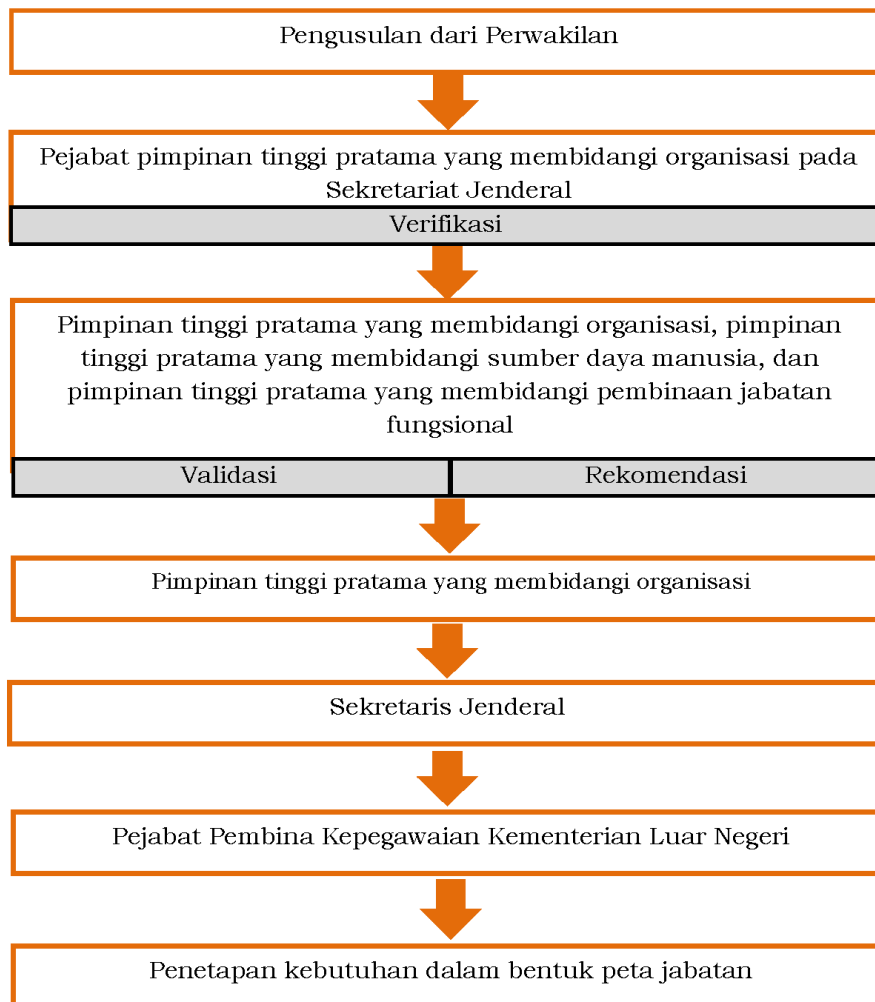 Pengusulan dari Perwakilan
Pejabat pimpinan tinggi pratama yang membidangi organisasi pada
Sekretariat Jenderal
Verifikasi
Pimpinan tinggi pratama yang membidangi organisasi, pimpinan
tinggi pratama yang membidangi sumber daya manusia, dan
pimpinan tinggi pratama yang membidangi pembinaan jabatan
fungsional
Validasi
Rekomendasi
Pimpinan tinggi pratama yang membidangi organisasi
Sekretaris Jenderal
Pejabat Pembina Kepegawaian Kementerian Luar Negeri
Penetapan kebutuhan dalam bentuk peta jabatan